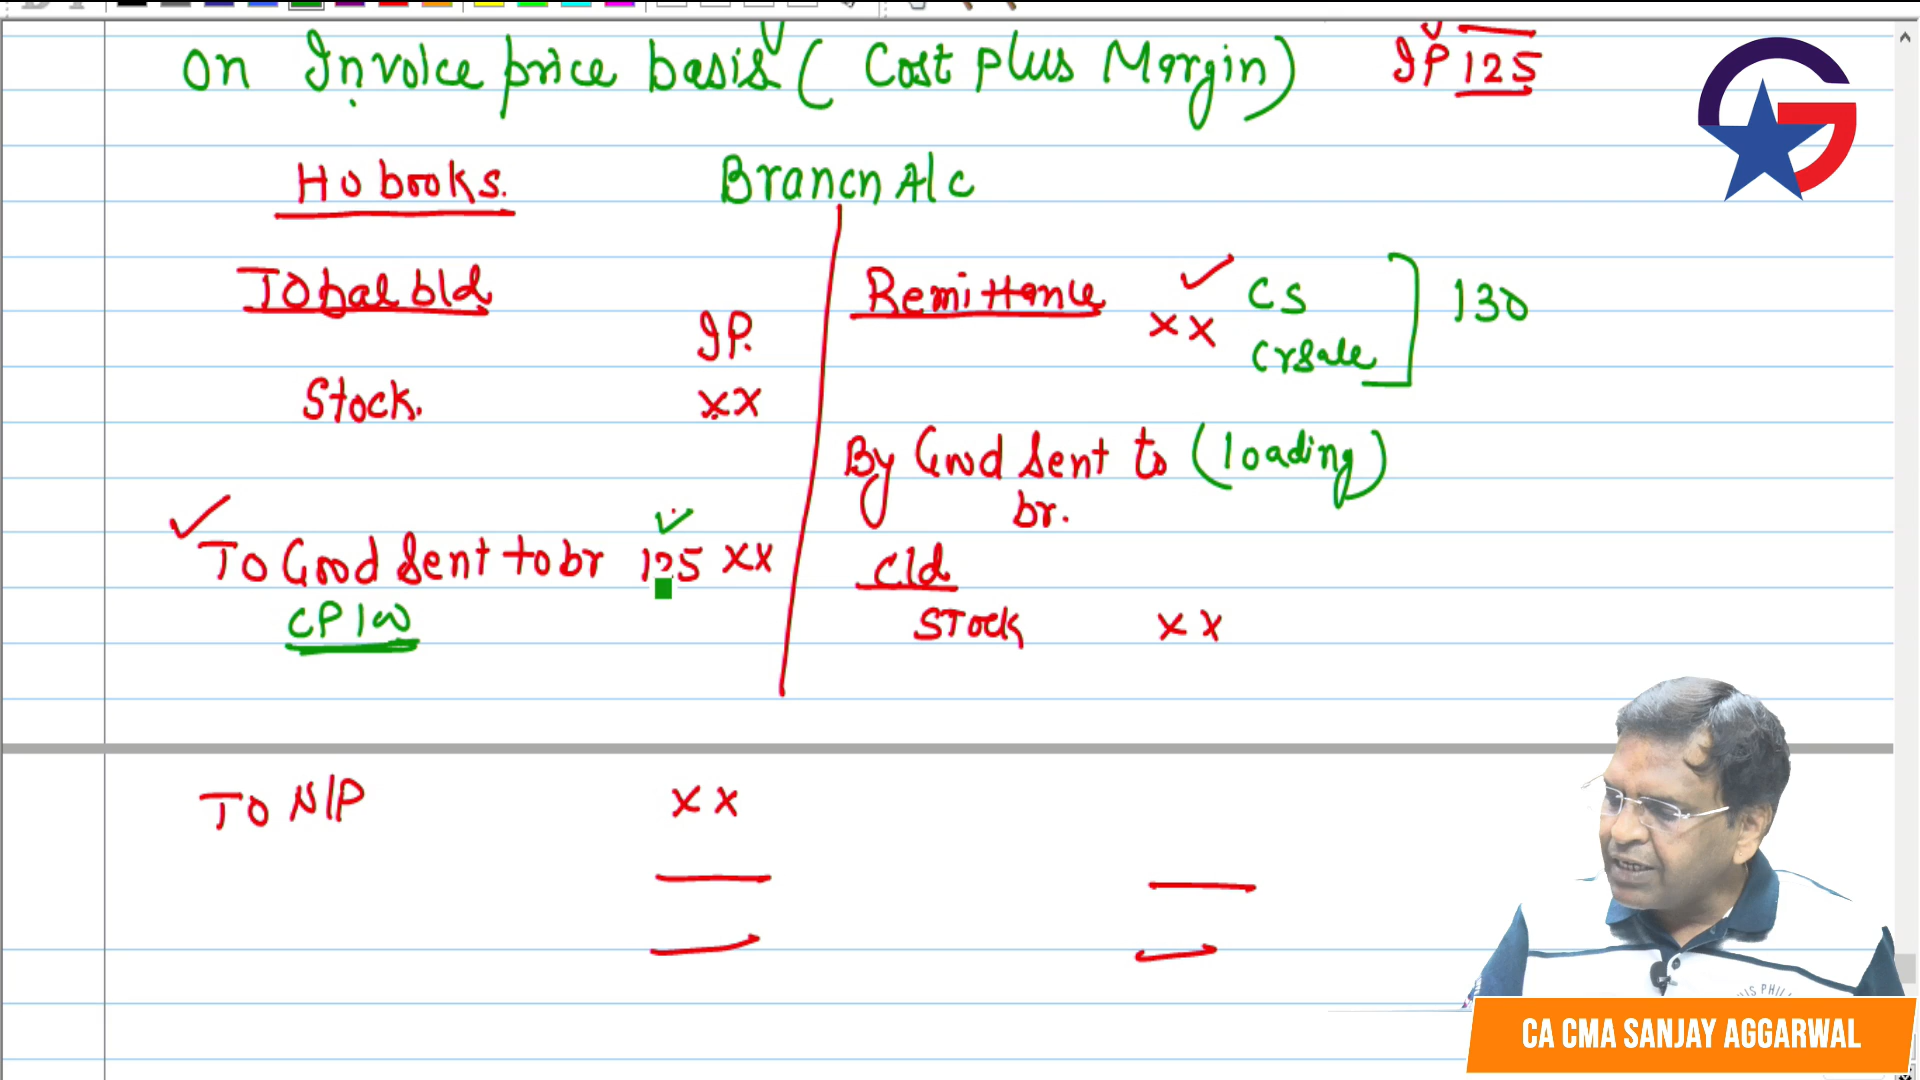 On Invoice price basis (Cost plus Margin) IP 125
HO books. Branch A/c
To bal b/d
Remittance xx CS 130
Cr Sale
IP.
Stock. xx
By Good Sent to (loading)
br.
To Good Sent to br 125 xx
CP 100
c/d
Stock xx
To N/P xx
CA CMA SANJAY AGGARWAL